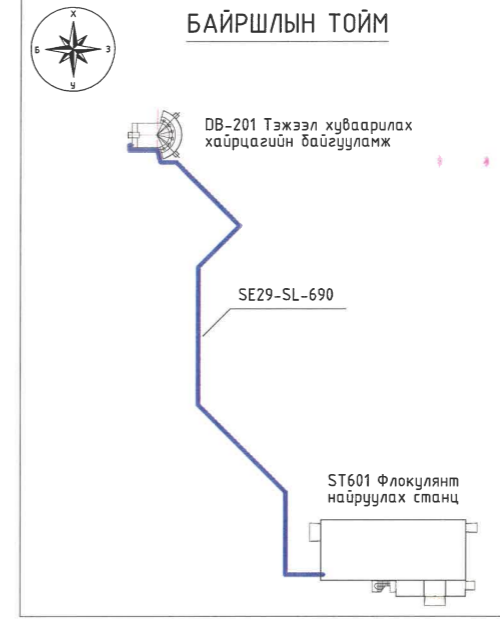 БАЙРШЛЫН ТОЙМ
Х
Б
З
У
DB-201 Тэжээл хуваарилах
хайрцагийн байгууламж
SE29-SL-690
ST601 Флокулянт
найруулах станц